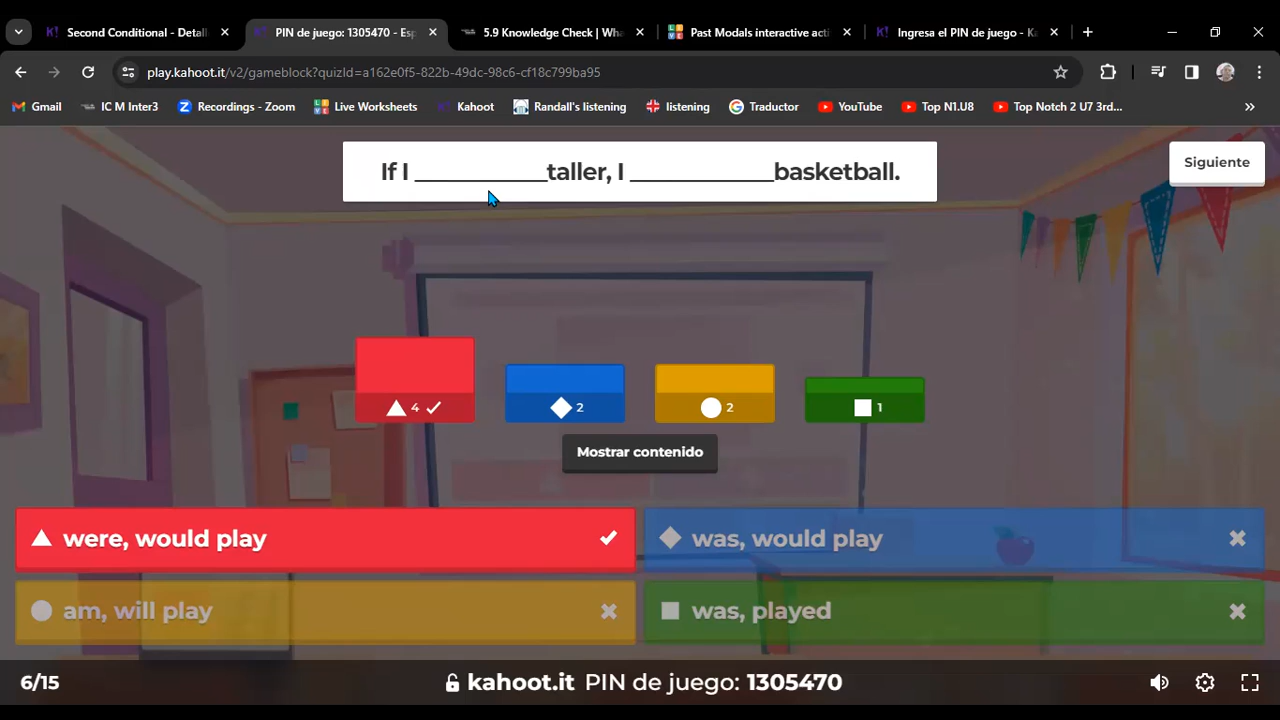 Second Conditional - Detail
PIN de juego: 1305470 - Esp
5.9 Knowledge Check | Wha
Past Modals interactive acti
Ingresa el PIN de juego - Ka
play.kahoot.it/v2/gameblock?quizId=a162e0f5-822b-49dc-98c6-cf18c799ba95
Gmail
IC M Inter3
Recordings - Zoom
Live Worksheets
Kahoot
Randall's listening
listening
Traductor
YouTube
Top N1.U8
Top Notch 2 U7 3rd...
If I __________taller, I ___________basketball.
Siguiente
4
2
2
1
Mostrar contenido
were, would play
was, would play
am, will play
was, played
6/15
kahoot.it PIN de juego: 1305470